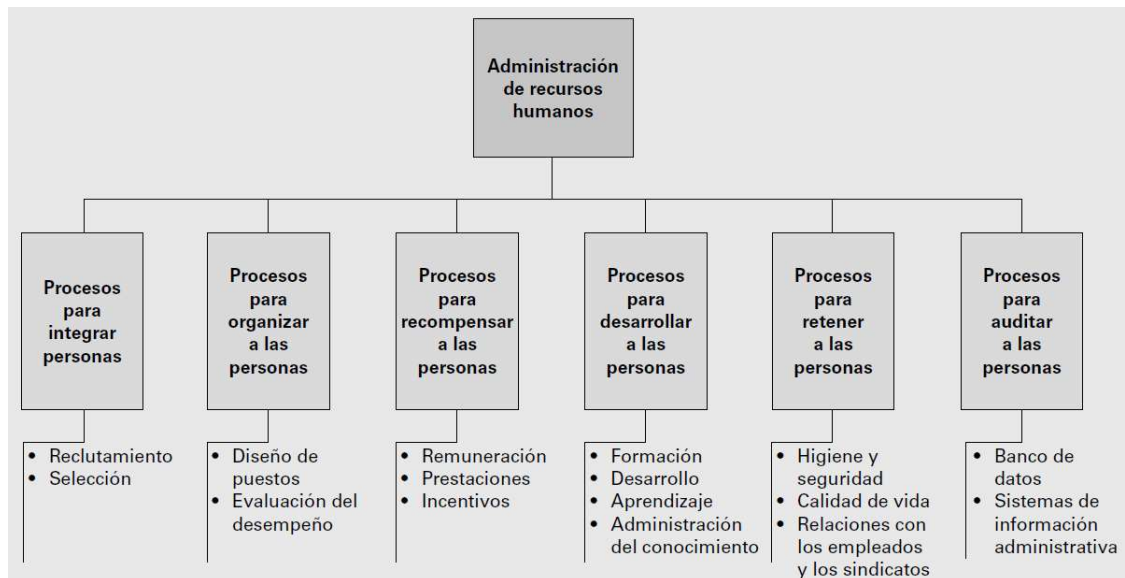 Administración
de recursos
humanos
Procesos
para
integrar
personas
Procesos
para
organizar
a las
personas
Procesos
para
recompensar
a las
personas
Procesos
para
desarrollar
a las
personas
Procesos
para
retener
a las
personas
Procesos
para
auditar
a las
personas
• Reclutamiento
• Selección
• Diseño de
puestos
• Evaluación del
desempeño
• Remuneración
• Prestaciones
• Incentivos
• Formación
• Desarrollo
• Aprendizaje
• Administración
del conocimiento
• Higiene y
seguridad
• Calidad de vida
• Relaciones con
los empleados
y los sindicatos
• Banco de
datos
• Sistemas de
información
administrativa